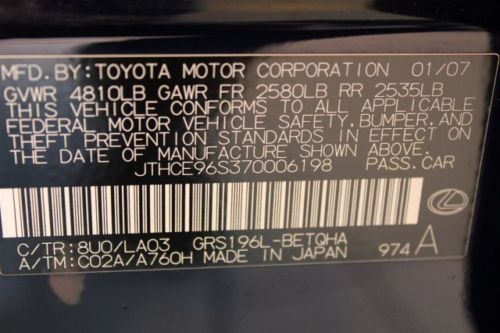 MFD.BY:TOYOTA MOTOR CORPORATION 01/07
GVWR 4810LB GAWR FR 2580LB RR 2535LB
THIS VEHICLE CONFORMS TO ALL APPLICABLE
FEDERAL MOTOR VEHICLE SAFETY,BUMPER,AND
THEFT PREVENTION STANDARDS IN EFFECT ON
THE DATE OF MANUFACTURE SHOWN ABOVE.
JTHCE96S370006198 PASS.CAR
C/TR:8U0/LA03 GRS196L-BETQHA
A/TM:C02A/A760H MADE IN JAPAN 974 A